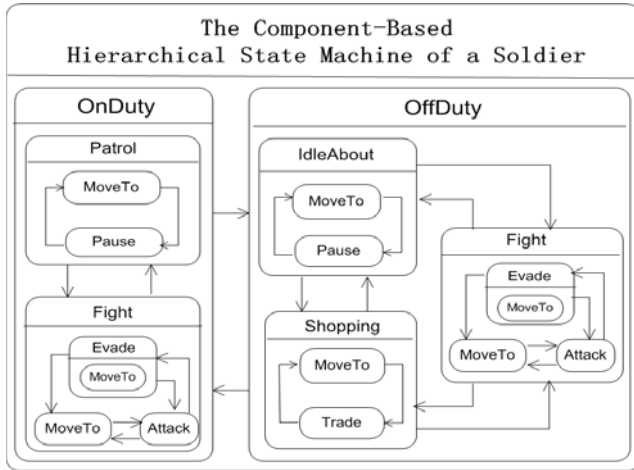 The Component-Based
Hierarchical State Machine of a Soldier
OnDuty
Patrol
MoveTo
Pause
Fight
Evade
MoveTo
MoveTo
Attack
OffDuty
IdleAbout
MoveTo
Pause
Shopping
MoveTo
Trade
Fight
Evade
MoveTo
MoveTo
Attack